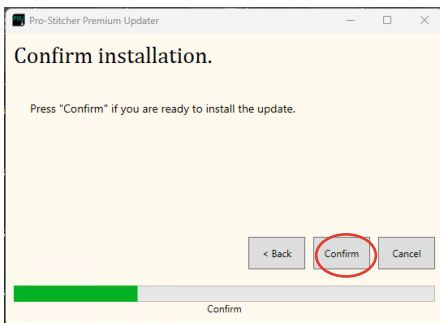 Pro-Stitcher Premium Updater
Confirm installation.
Press "Confirm" if you are ready to install the update.
< Back Confirm Cancel
Confirm